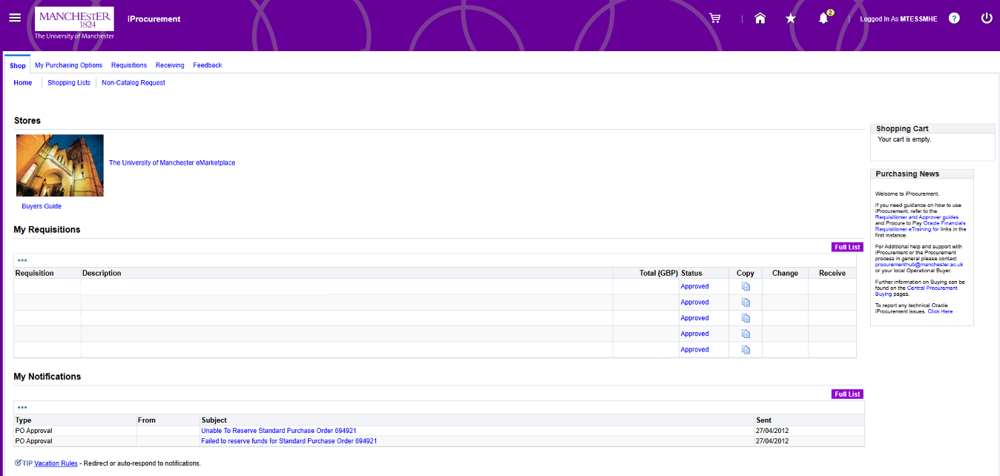 MANCHESTER
1824
The University of Manchester
iProcurement
2
Logged In As MTESSMHE
?
Shop
My Purchasing Options
Requisitions
Receiving
Feedback
Home
Shopping Lists
Non-Catalog Request
Stores
The University of Manchester eMarketplace
Buyers Guide
My Requisitions
Full List
Requisition Description Total (GBP) Status Copy Change Receive
Approved
Approved
Approved
Approved
Approved
My Notifications
Full List
Type From Subject Sent
PO Approval Unable To Reserve Standard Purchase Order 694921 27/04/2012
PO Approval Failed to reserve funds for Standard Purchase Order 694921 27/04/2012
TIP Vacation Rules - Redirect or auto-respond to notifications.
Shopping Cart
Your cart is empty.
Purchasing News
Welcome to iProcurement.
If you need guidance on how to use
iProcurement, refer to the
Requisitioner and Approver guides
and Procure to Pay Oracle Financials
Requisitioner eTraining for links in the
first instance.
For Additional help and support with
iProcurement or the Procurement
process in general please contact
procurementhub@manchester.ac.uk
or your local Operational Buyer.
Further information on Buying can be
found on the Central Procurement
Buying pages.
To report any technical Oracle
iProcurement issues. Click Here